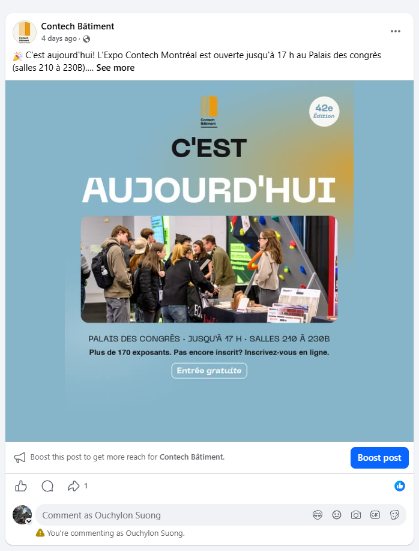 Contech Bâtiment
4 days ago
🎉 C'est aujourd'hui! L'Expo Contech Montréal est ouverte jusqu'à 17 h au Palais des congrès
(salles 210 à 230B).... See more
Contech
Bâtiment
42e
Édition
C'EST
AUJOURD'HUI
PALAIS DES CONGRÈS · JUSQU'À 17 H · SALLES 210 À 230B
Plus de 170 exposants. Pas encore inscrit? Inscrivez-vous en ligne.
Entrée gratuite
Boost this post to get more reach for Contech Bâtiment.
Boost post
1
Comment as Ouchylon Suong
GIF
You're commenting as Ouchylon Suong.